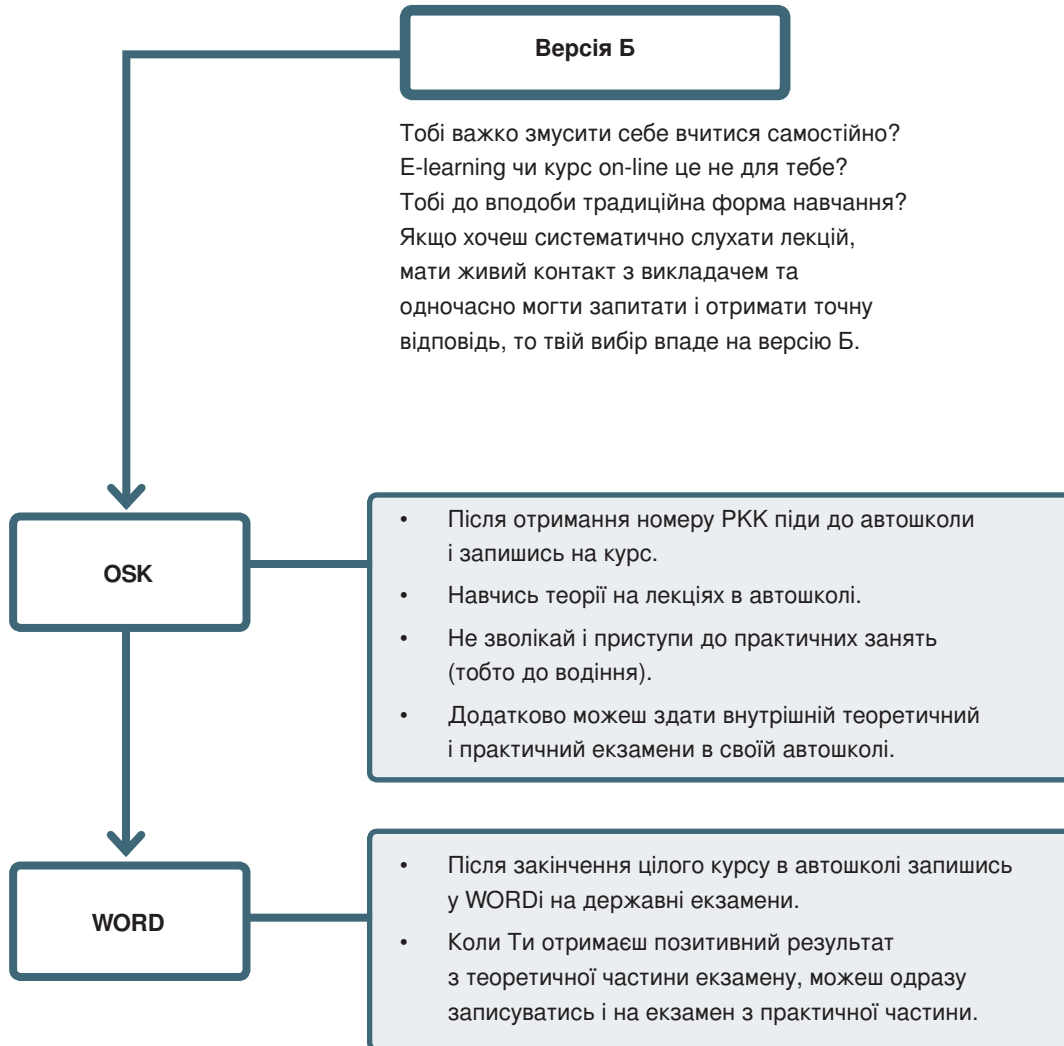 Версія Б
Тобі важко змусити себе вчитися самостійно?
E-learning чи курс on-line це не для тебе?
Тобі до вподоби традиційна форма навчання?
Якщо хочеш систематично слухати лекцій,
мати живий контакт з викладачем та
одночасно могти запитати і отримати точну
відповідь, то твій вибір впаде на версію Б.
OSK
• Після отримання номеру PKK піди до автошколи
і запишись на курс.
• Навчись теорії на лекціях в автошколі.
• Не зволікай і приступи до практичних занять
(тобто до водіння).
• Додатково можеш здати внутрішній теоретичний
і практичний екзамени в своїй автошколі.
WORD
• Після закінчення цілого курсу в автошколі запишись
у WORDі на державні екзамени.
• Коли Ти отримаєш позитивний результат
з теоретичної частини екзамену, можеш одразу
записуватись і на екзамен з практичної частини.